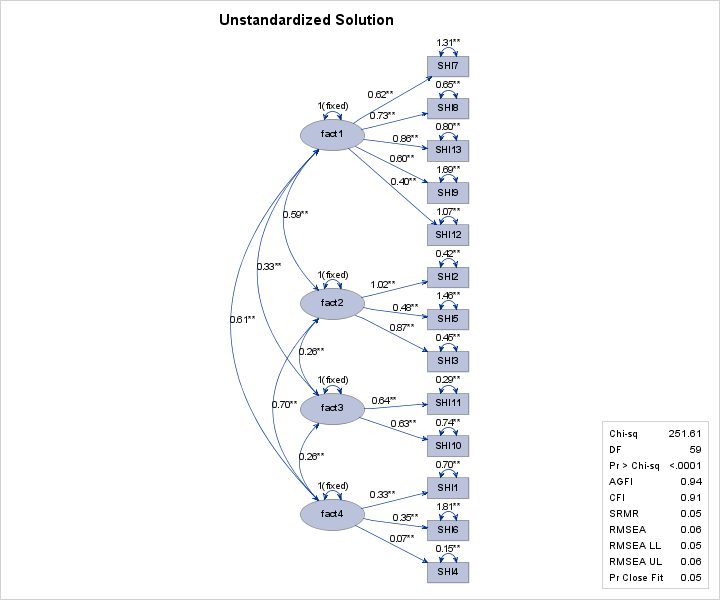 Unstandardized Solution
1.31**
SHI7
0.62**
0.65**
SHI8
0.73**
1(fixed)
fact1
0.80**
SHI13
0.86**
0.60**
1.69**
SHI9
0.40**
1.07**
SHI12
0.59**
0.42**
SHI2
0.33**
1(fixed)
fact2
1.02**
1.46**
SHI5
0.48**
0.87**
0.61**
0.45**
SHI3
0.26**
1(fixed)
fact3
0.29**
SHI11
0.64**
0.70**
0.63**
0.74**
SHI10
0.26**
0.70**
SHI1
1(fixed)
fact4
0.33**
0.35**
1.81**
SHI6
0.07**
0.15**
SHI4
Chi-sq 251.61
DF 59
Pr > Chi-sq <.0001
AGFI 0.94
CFI 0.91
SRMR 0.05
RMSEA 0.06
RMSEA LL 0.05
RMSEA UL 0.06
Pr Close Fit 0.05